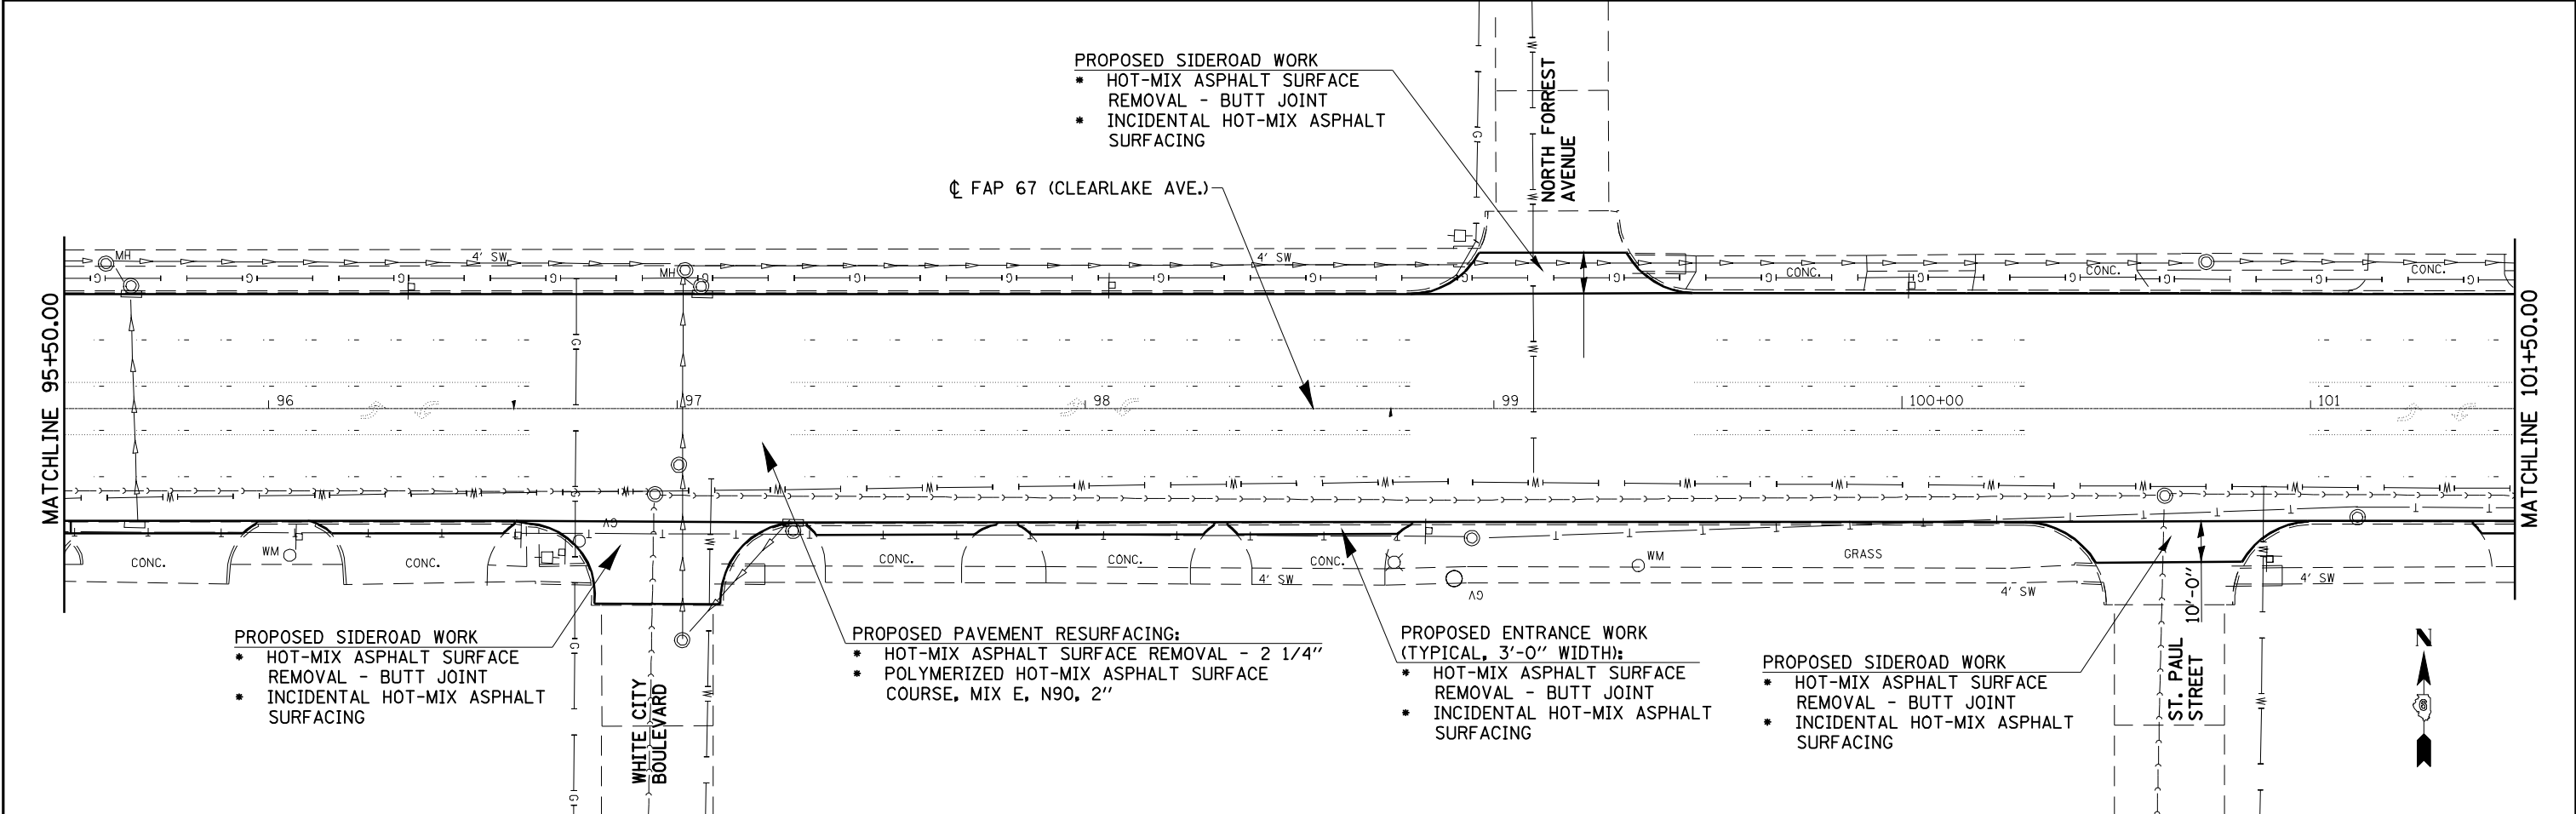 PROPOSED SIDEROAD WORK
* HOT-MIX ASPHALT SURFACE
REMOVAL - BUTT JOINT
* INCIDENTAL HOT-MIX ASPHALT
SURFACING
NORTH FORREST
AVENUE
℄ FAP 67 (CLEARLAKE AVE.)
MATCHLINE 95+50.00
MATCHLINE 101+50.00
MH
4' SW
MH
4' SW
CONC.
CONC.
CONC.
G G G G G G G G G G G G G G G G
96
97
98
99
100+00
101
W W W W W W W W W W W W W W W
GV
WM
CONC.
CONC.
CONC.
CONC.
CONC.
4' SW
GV
WM
GRASS
4' SW
4' SW
10'-0"
PROPOSED SIDEROAD WORK
* HOT-MIX ASPHALT SURFACE
REMOVAL - BUTT JOINT
* INCIDENTAL HOT-MIX ASPHALT
SURFACING
WHITE CITY
BOULEVARD
PROPOSED PAVEMENT RESURFACING:
* HOT-MIX ASPHALT SURFACE REMOVAL - 2 1/4"
* POLYMERIZED HOT-MIX ASPHALT SURFACE
COURSE, MIX E, N90, 2"
PROPOSED ENTRANCE WORK
(TYPICAL, 3'-0" WIDTH):
* HOT-MIX ASPHALT SURFACE
REMOVAL - BUTT JOINT
* INCIDENTAL HOT-MIX ASPHALT
SURFACING
PROPOSED SIDEROAD WORK
* HOT-MIX ASPHALT SURFACE
REMOVAL - BUTT JOINT
* INCIDENTAL HOT-MIX ASPHALT
SURFACING
ST. PAUL
STREET
N